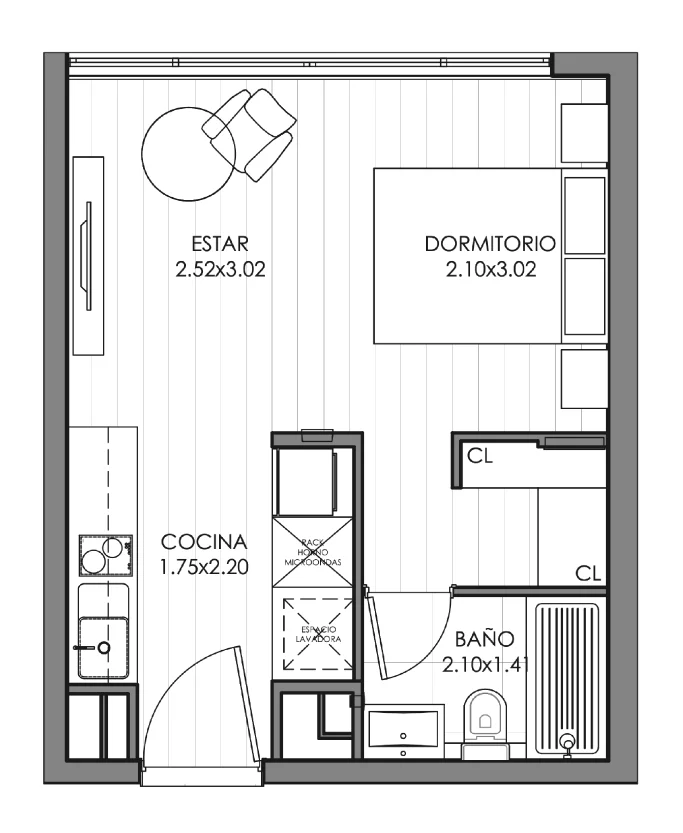 ESTAR
2.52x3.02
DORMITORIO
2.10x3.02
CL
COCINA
1.75x2.20
RACK
HORNO
MICROONDAS
CL
ESPACIO
LAVADORA
BAÑO
2.10x1.41